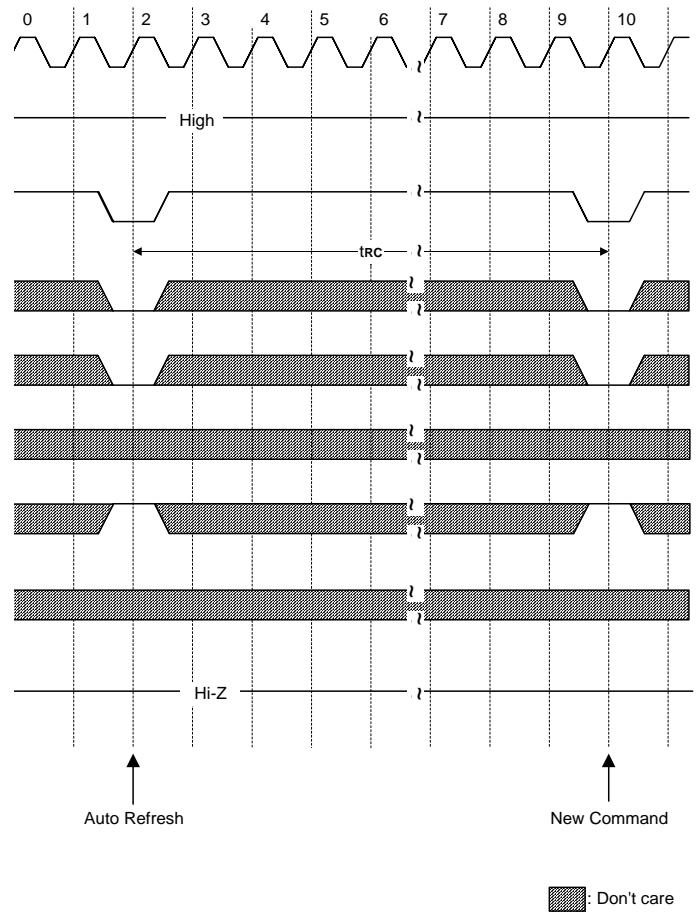 0 1 2 3 4 5 6 7 8 9 10
High
tRC
Hi-Z
Auto Refresh New Command
: Don't care